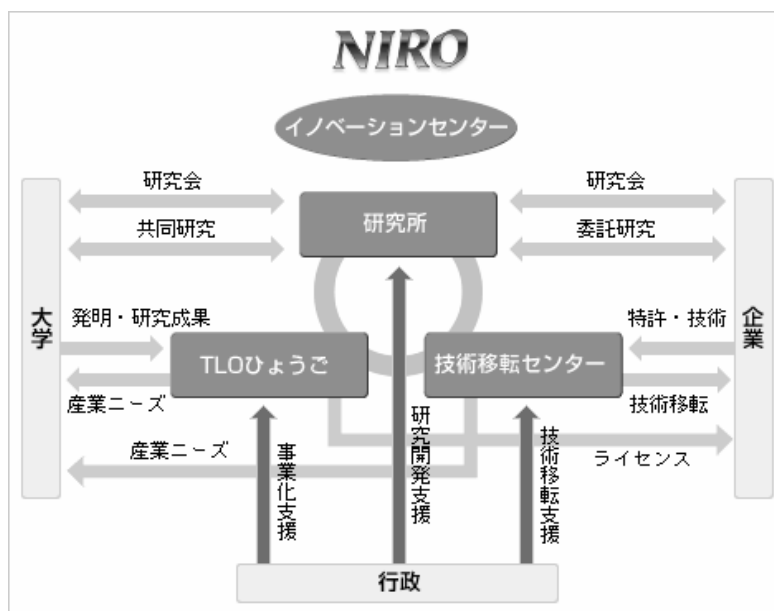 NIRO
イノベーションセンター
研究会
研究会
研究所
共同研究
委託研究
大学
企業
発明・研究成果
特許・技術
TLOひょうご
技術移転センター
産業ニーズ
技術移転
産業ニーズ
ライセンス
事業化支援
研究開発支援
技術移転支援
行政